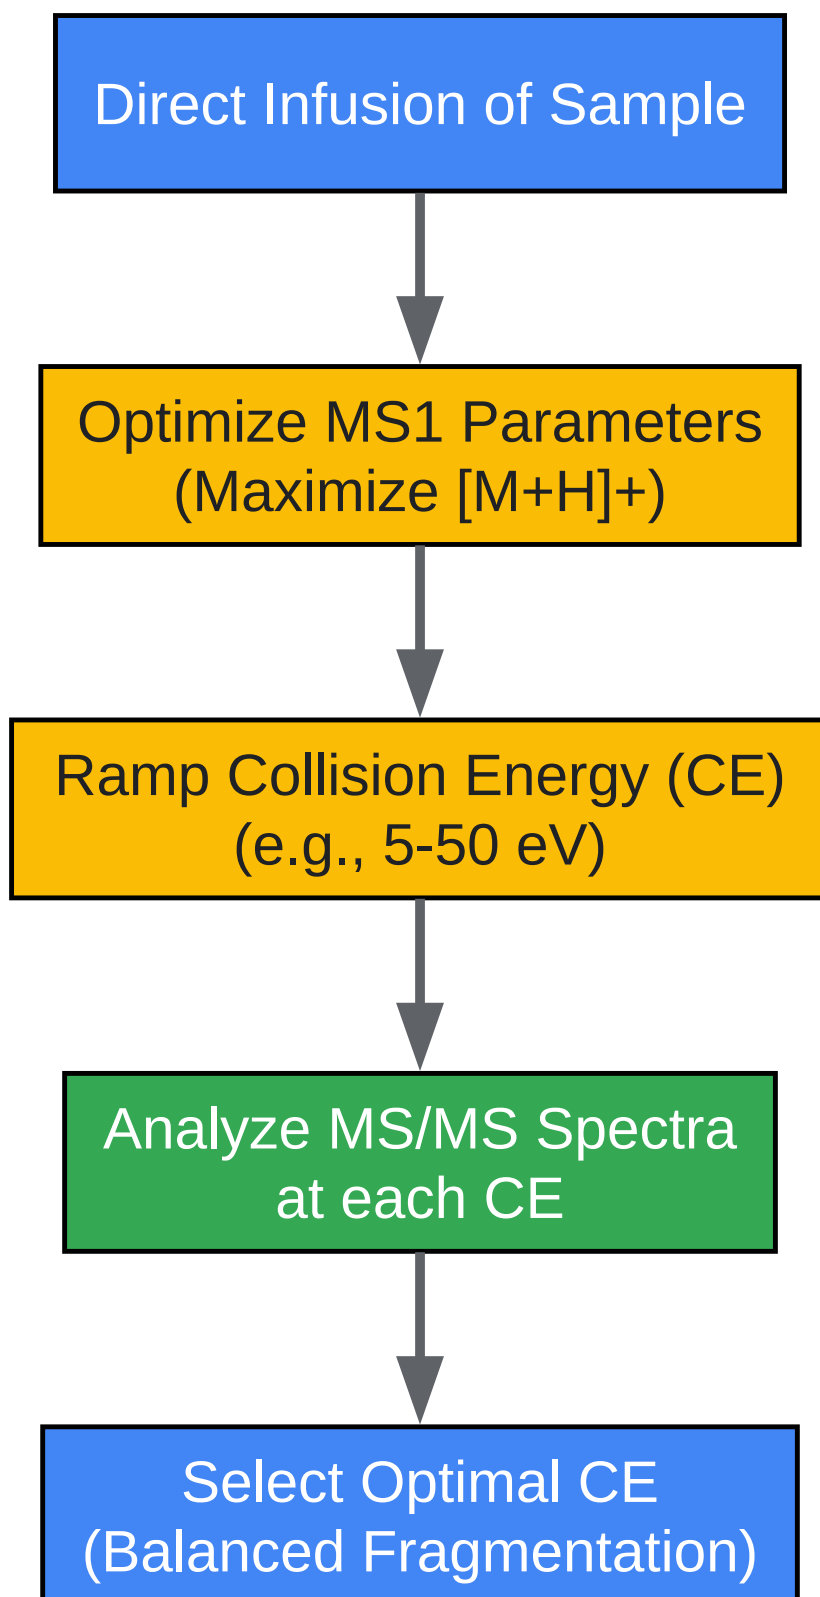 Direct Infusion of Sample
Optimize MS1 Parameters
(Maximize [M+H]+)
Ramp Collision Energy (CE)
(e.g., 5-50 eV)
Analyze MS/MS Spectra
at each CE
Select Optimal CE
(Balanced Fragmentation)